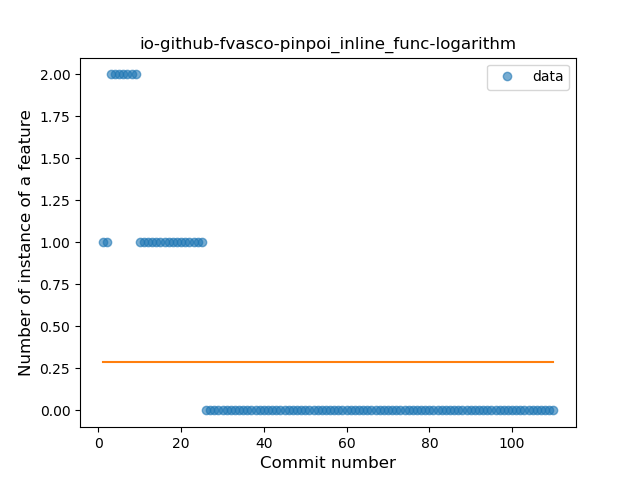 io-github-fvasco-pinpoi_inline_func-logarithm
data
2.00
1.75
1.50
1.25
1.00
0.75
0.50
0.25
0.00
Number of instance of a feature
0 20 40 60 80 100
Commit number